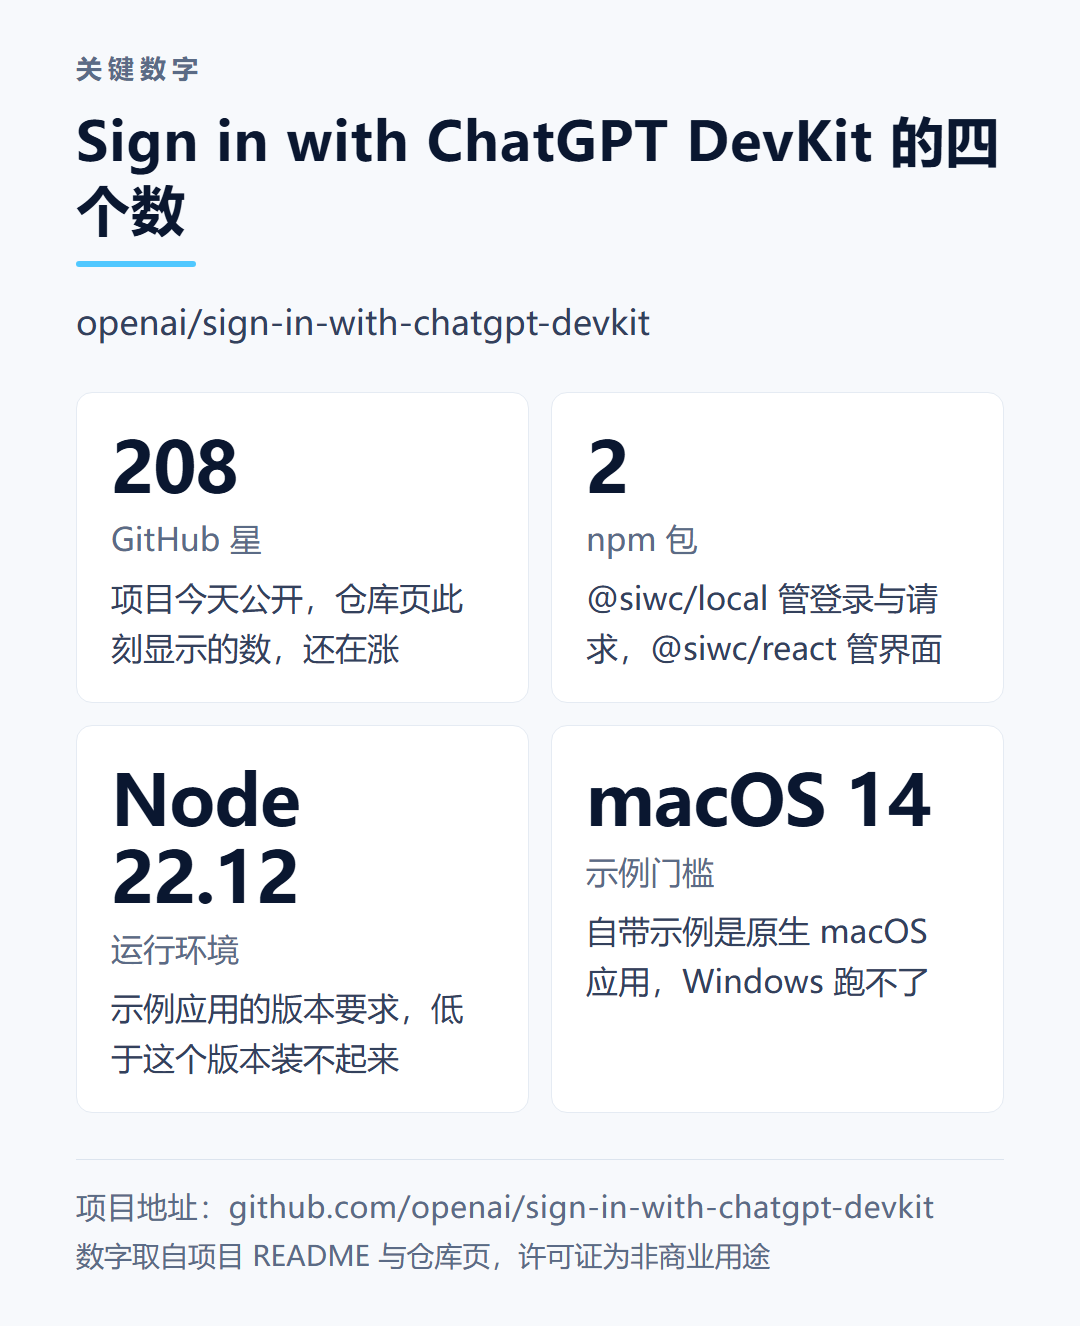 关键数字
Sign in with ChatGPT DevKit 的四
个数
openai/sign-in-with-chatgpt-devkit
208
GitHub 星
项目今天公开，仓库页此
刻显示的数，还在涨
2
npm 包
@siwc/local 管登录与请
求，@siwc/react 管界面
Node
22.12
运行环境
示例应用的版本要求，低
于这个版本装不起来
macOS 14
示例门槛
自带示例是原生 macOS
应用，Windows 跑不了
项目地址：github.com/openai/sign-in-with-chatgpt-devkit
数字取自项目 README 与仓库页，许可证为非商业用途